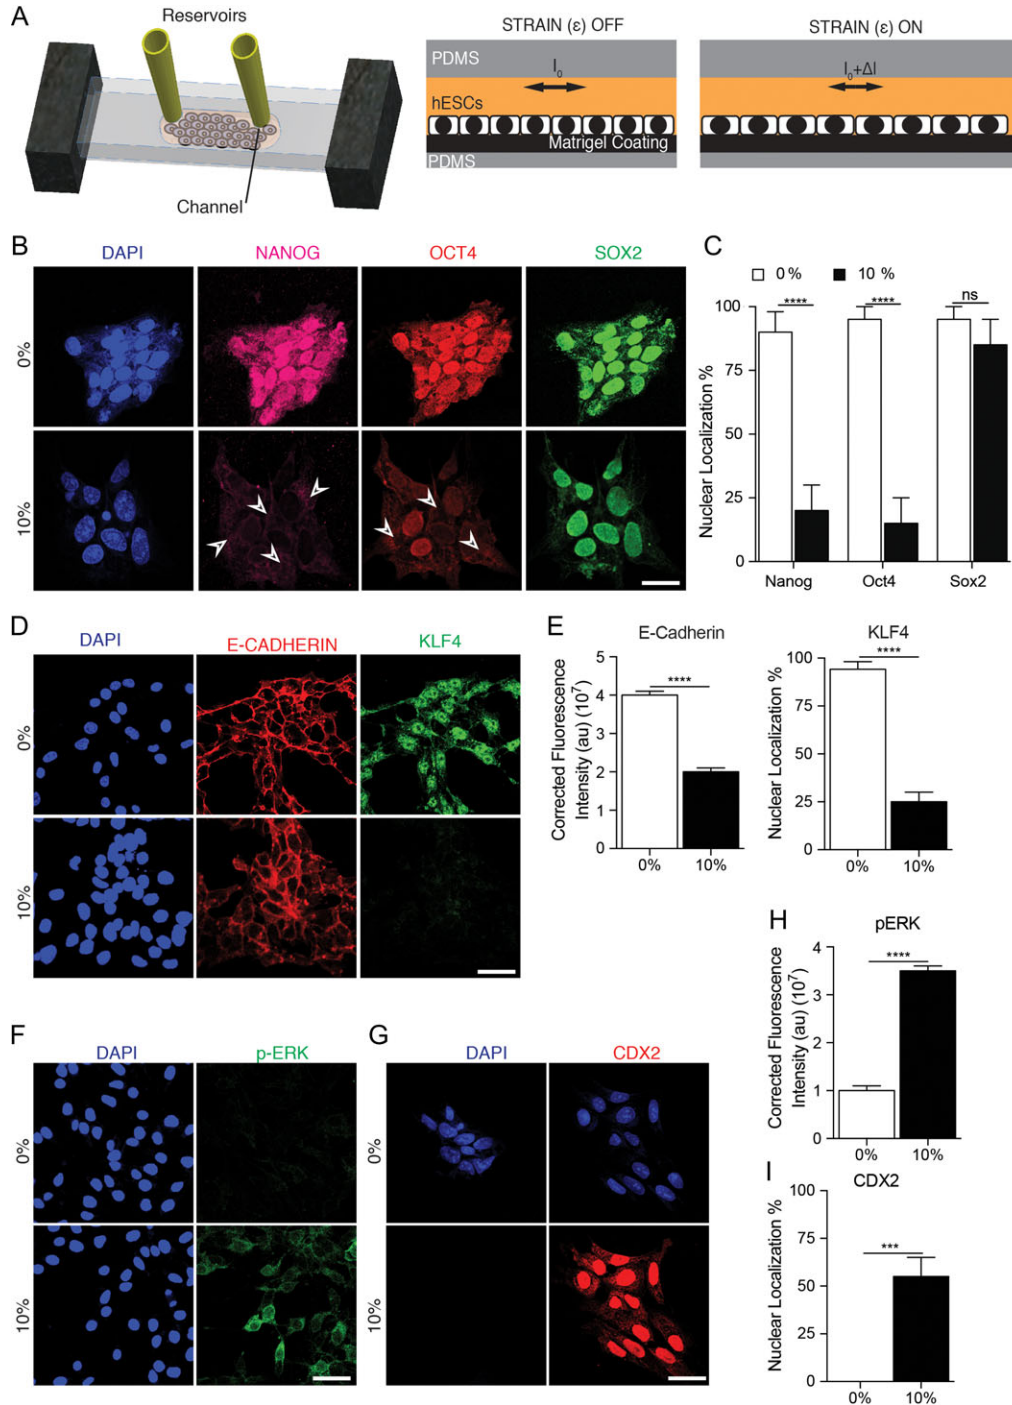 A
Reservoirs
Channel
STRAIN (ε) OFF
PDMS
l₀
hESCs
Matrigel Coating
PDMS
STRAIN (ε) ON
l₀+Δl
B
DAPI
NANOG
OCT4
SOX2
0%
10%
C
0 %
10 %
Nuclear Localization %
100
75
50
25
0
****
****
ns
Nanog
Oct4
Sox2
D
DAPI
E-CADHERIN
KLF4
0%
10%
E
E-Cadherin
Corrected Fluorescence
Intensity (au) (10⁷)
5
4
3
2
1
0
****
0%
10%
KLF4
Nuclear Localization %
100
75
50
25
0
****
0%
10%
F
DAPI
p-ERK
0%
10%
G
DAPI
CDX2
0%
10%
H
pERK
Corrected Fluorescence
Intensity (au) (10⁷)
4
3
2
1
0
****
0%
10%
I
CDX2
Nuclear Localization %
100
75
50
25
0
***
0%
10%